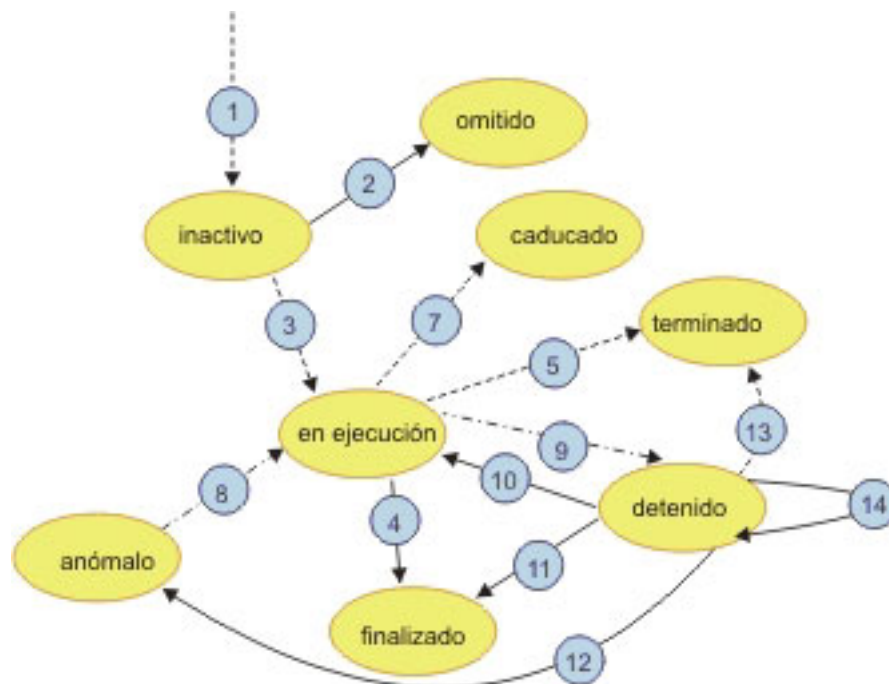 1
omitido
2
inactivo
caducado
3
7
terminado
5
en ejecución
9
13
8
10
4
detenido
14
anómalo
11
finalizado
12